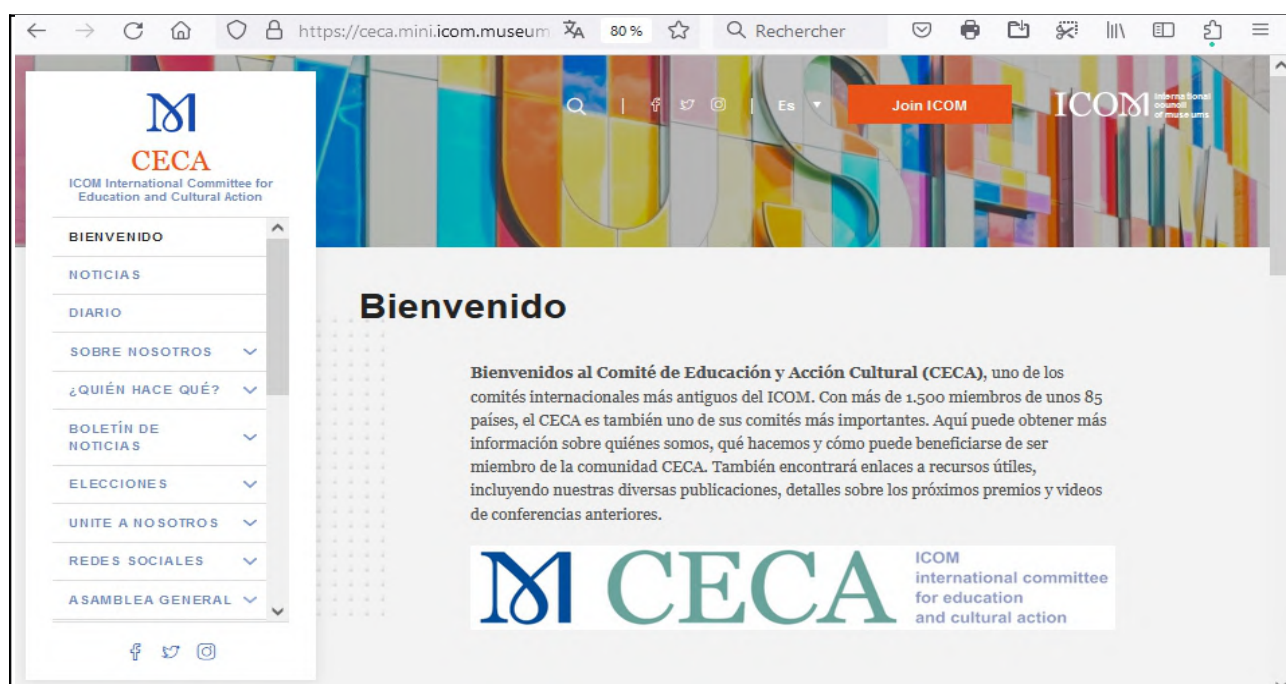 https://ceca.mini.icom.museum
80 %
Rechercher
Es
Join ICOM
ICOM international council of museums
CECA
ICOM International Committee for
Education and Cultural Action
BIENVENIDO
NOTICIAS
DIARIO
SOBRE NOSOTROS
¿QUIÉN HACE QUÉ?
BOLETÍN DE
NOTICIAS
ELECCIONES
UNITE A NOSOTROS
REDES SOCIALES
ASAMBLEA GENERAL
Bienvenido
Bienvenidos al Comité de Educación y Acción Cultural (CECA), uno de los
comités internacionales más antiguos del ICOM. Con más de 1.500 miembros de unos 85
países, el CECA es también uno de sus comités más importantes. Aquí puede obtener más
información sobre quiénes somos, qué hacemos y cómo puede beneficiarse de ser
miembro de la comunidad CECA. También encontrará enlaces a recursos útiles,
incluyendo nuestras diversas publicaciones, detalles sobre los próximos premios y videos
de conferencias anteriores.
M CECA
ICOM
international committee
for education
and cultural action